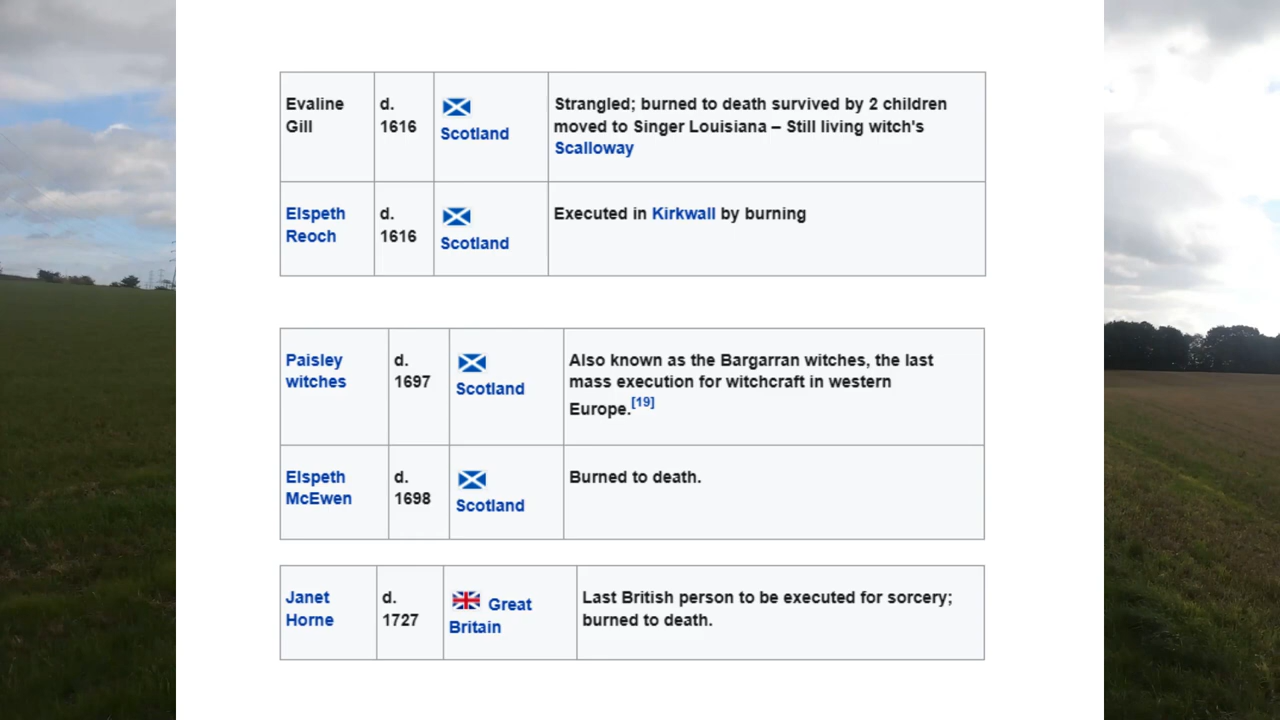 Evaline d. Strangled; burned to death survived by 2 children
Gill 1616 Scotland moved to Singer Louisiana – Still living witch's
Scalloway
Elspeth d. Executed in Kirkwall by burning
Reoch 1616 Scotland
Paisley d. Also known as the Bargarran witches, the last
witches 1697 Scotland mass execution for witchcraft in western
Europe.[19]
Elspeth d. Burned to death.
McEwen 1698 Scotland
Janet d. Great Last British person to be executed for sorcery;
Horne 1727 Britain burned to death.